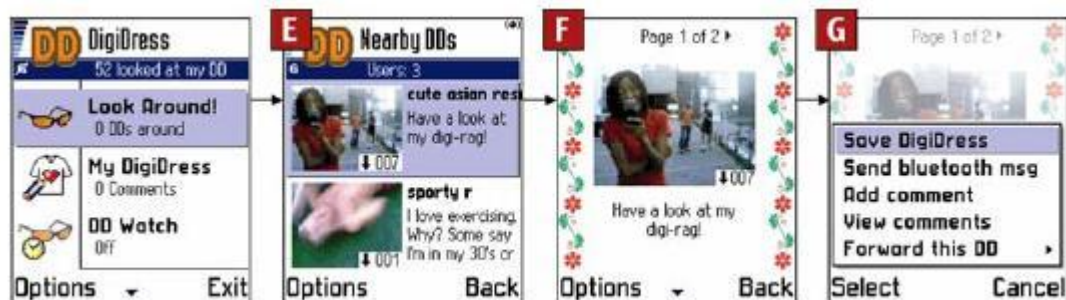 DD DigiDress
52 looked at my DD
Look Around!
0 DDs around
My DigiDress
0 Comments
DD Watch
Off
Options
Exit
E
DD Nearby DDs
6
Users: 3
cute asian resi
Have a look at
my digi-rag!
007
sporty r
I love exercising.
Why? Some say
I'm in my 30's or
001
Options
Back
F
Page 1 of 2
007
Have a look at my
digi-rag!
Options
Back
G
Page 1 of 2
Save DigiDress
Send bluetooth msg
Add comment
View comments
Forward this DD
Select
Cancel